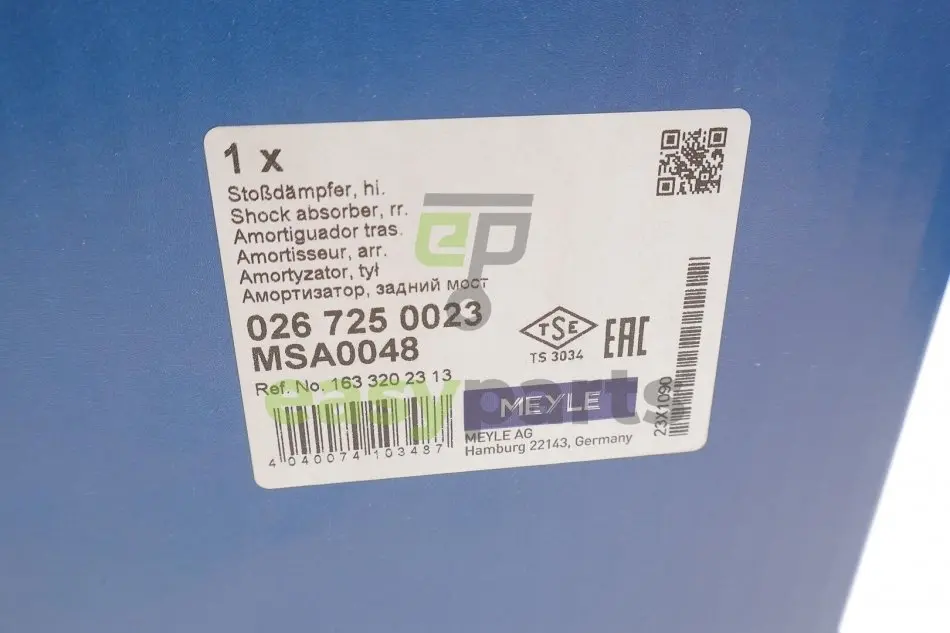 1 x
Stoßdämpfer, hi.
Shock absorber, rr.
Amortiguador tras.
Amortisseur, arr.
Amortyzator, tył
Амортизатор, задний мост
026 725 0023
MSA0048
Ref. No. 163 320 23 13
4 040074 103487
TSE
TS 3034
EAC
MEYLE
MEYLE AG
Hamburg 22143, Germany
23X1090
ep
easyparts